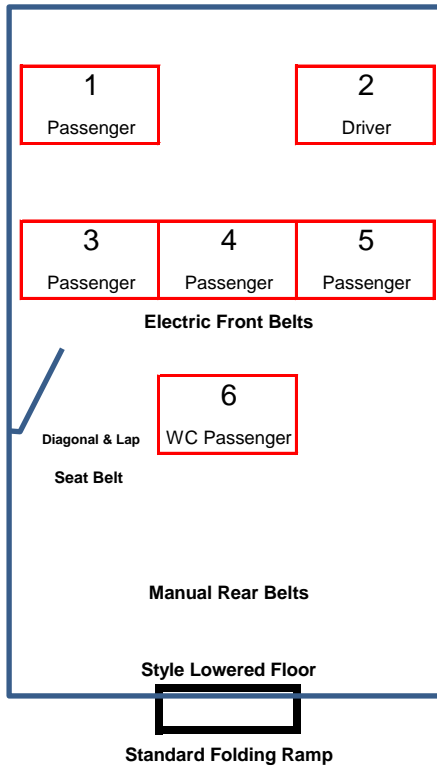 1
Passenger
2
Driver
3
Passenger
4
Passenger
5
Passenger
Electric Front Belts
6
WC Passenger
Diagonal & Lap
Seat Belt
Manual Rear Belts
Style Lowered Floor
Standard Folding Ramp